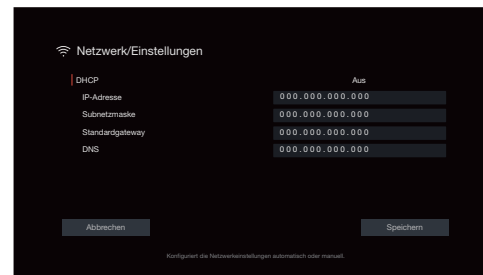 Netzwerk/Einstellungen
DHCP Aus
IP-Adresse 000.000.000.000
Subnetzmaske 000.000.000.000
Standardgateway 000.000.000.000
DNS 000.000.000.000
Abbrechen Speichern
Konfiguriert die Netzwerkeinstellungen automatisch oder manuell.